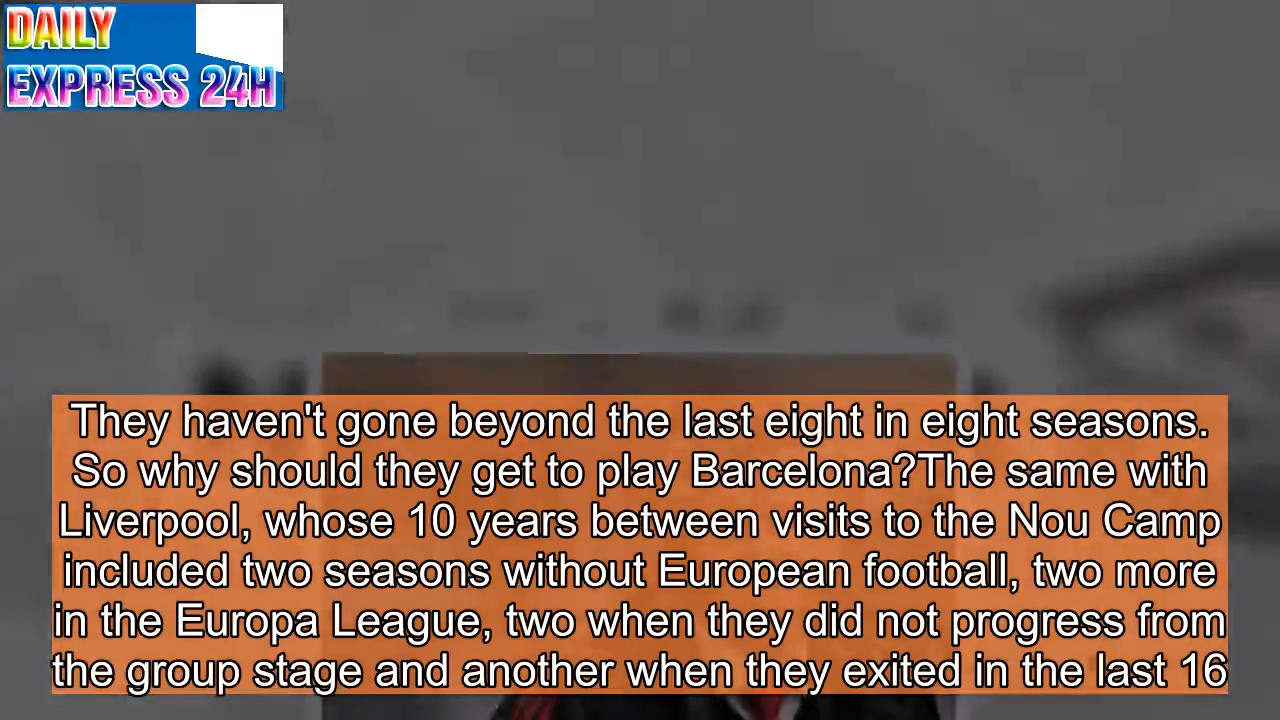 DAILY
EXPRESS 24H
They haven't gone beyond the last eight in eight seasons.
So why should they get to play Barcelona?The same with
Liverpool, whose 10 years between visits to the Nou Camp
included two seasons without European football, two more
in the Europa League, two when they did not progress from
the group stage and another when they exited in the last 16